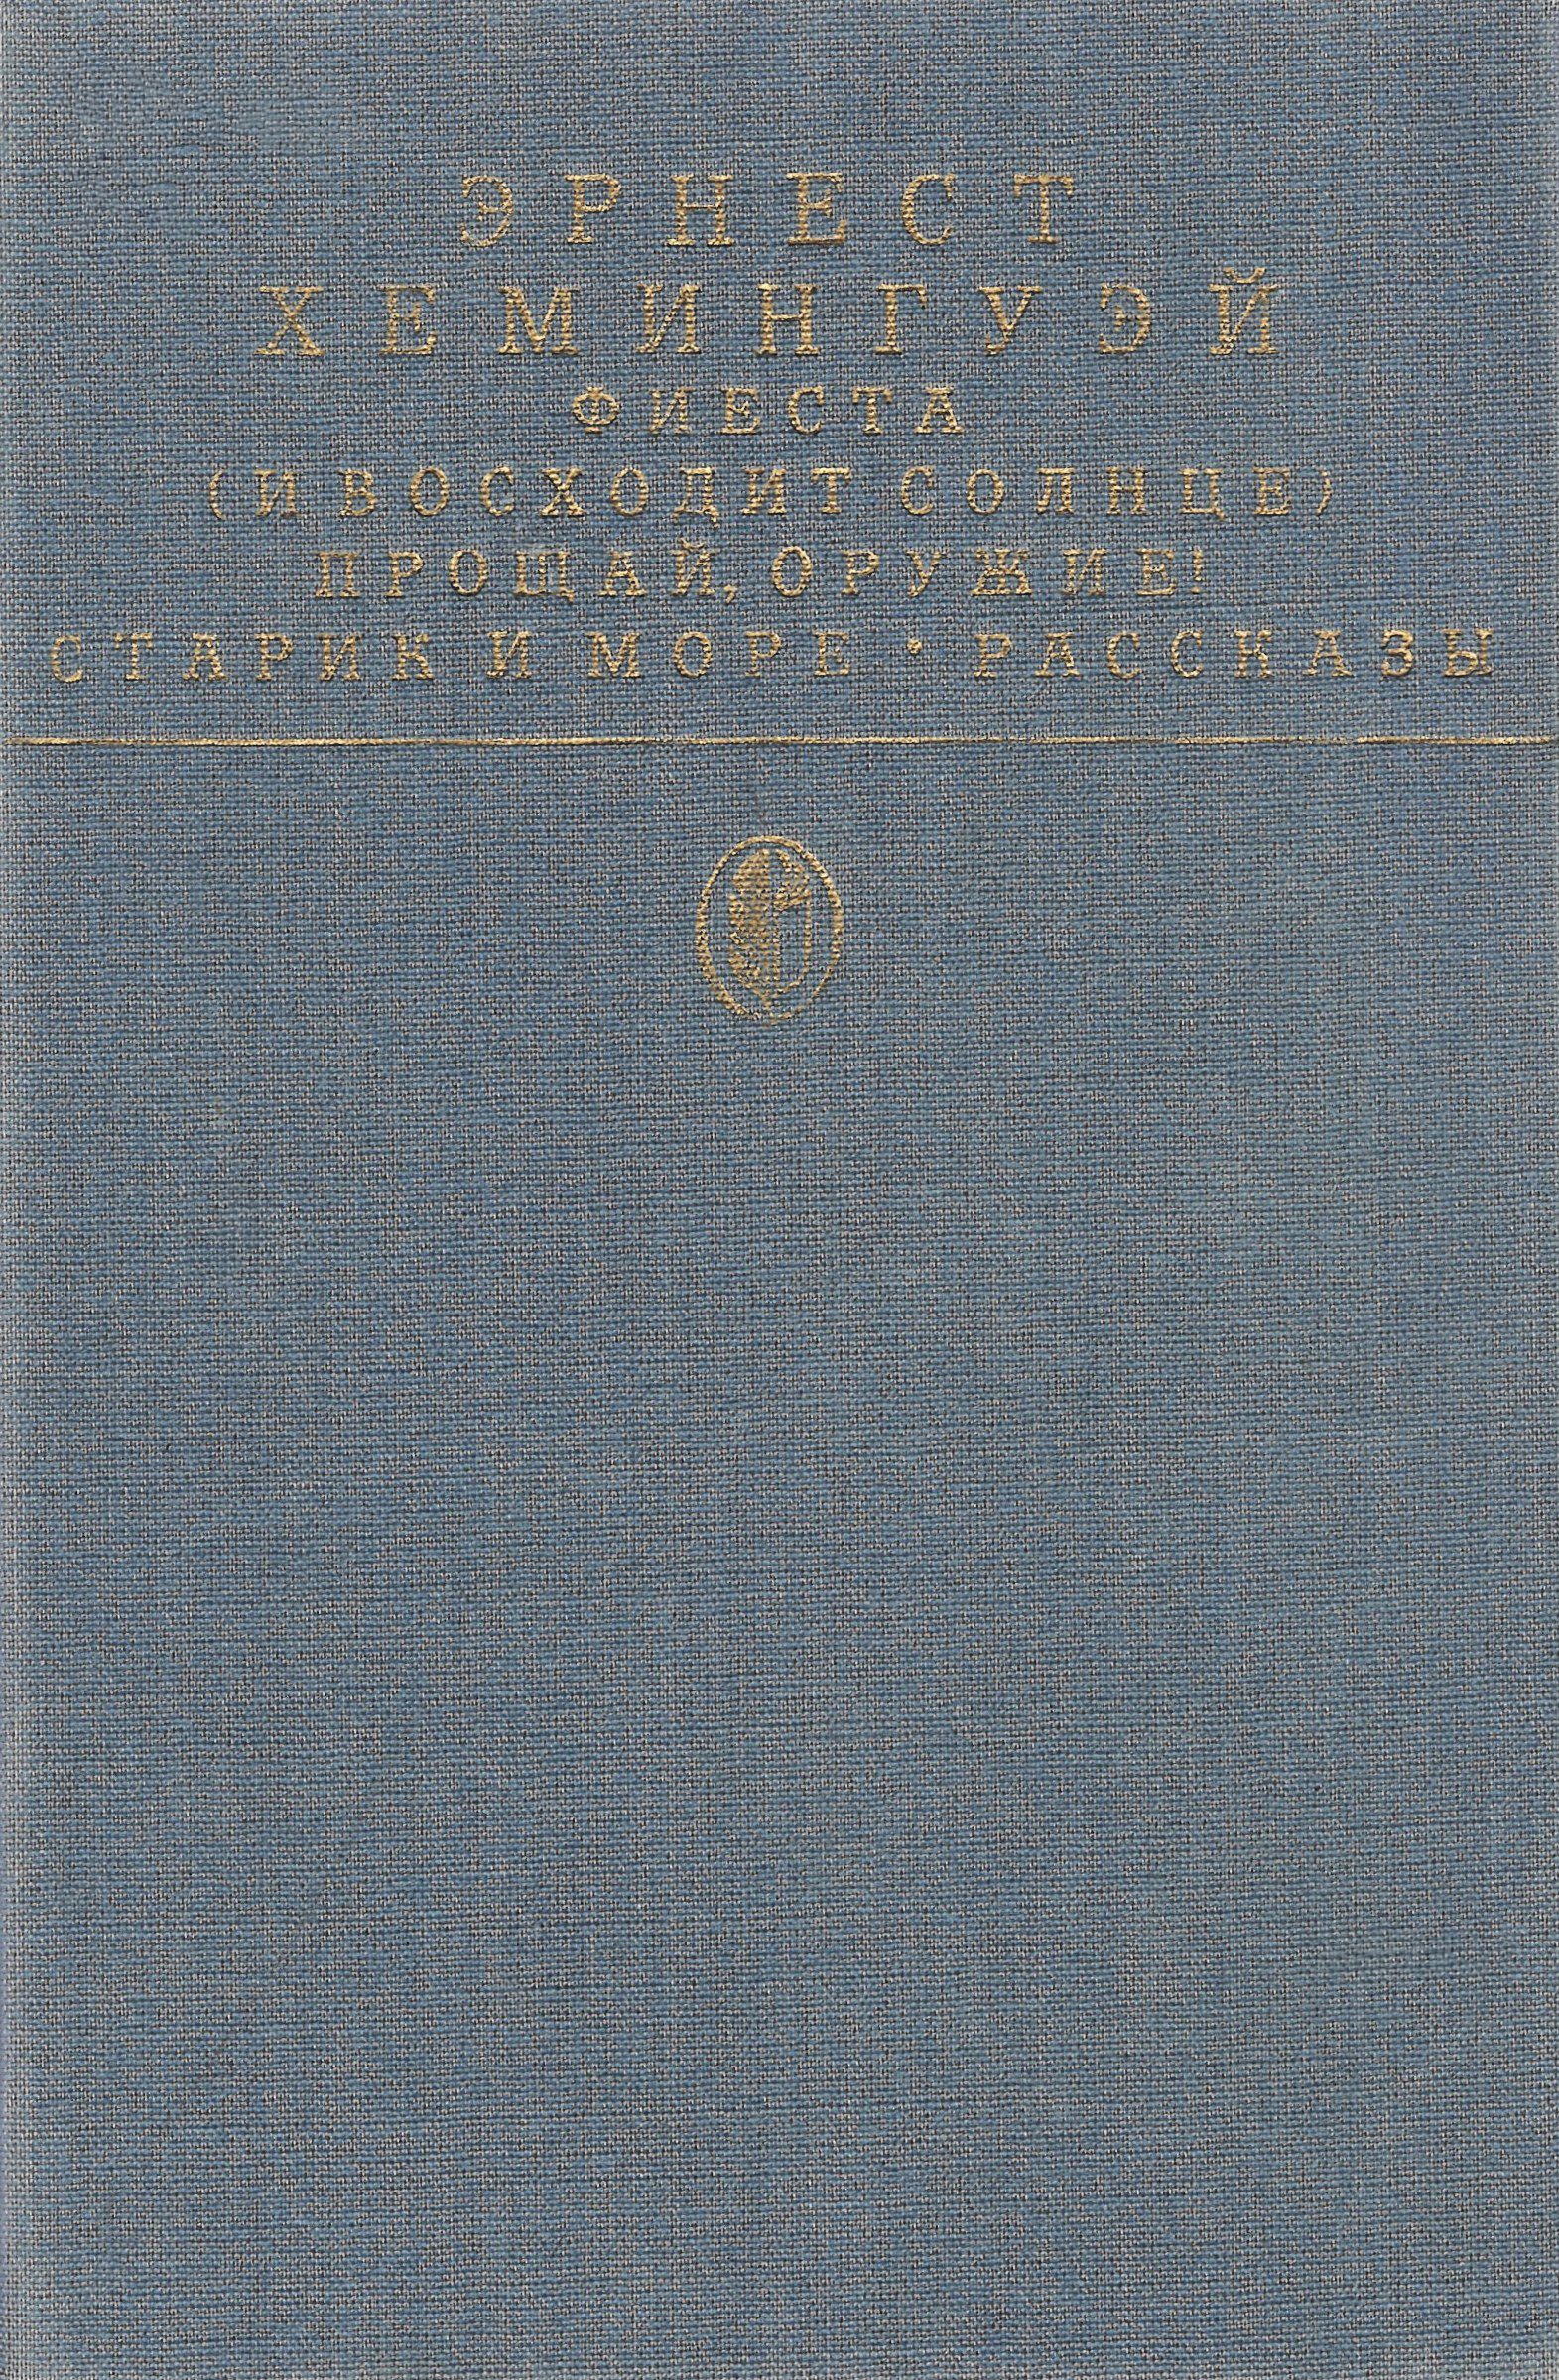 ЭРНЕСТ
ХЕМИНГУЭЙ
ФИЕСТА
(И ВОСХОДИТ СОЛНЦЕ)
ПРОЩАЙ, ОРУЖИЕ!
СТАРИК И МОРЕ · РАССКАЗЫ